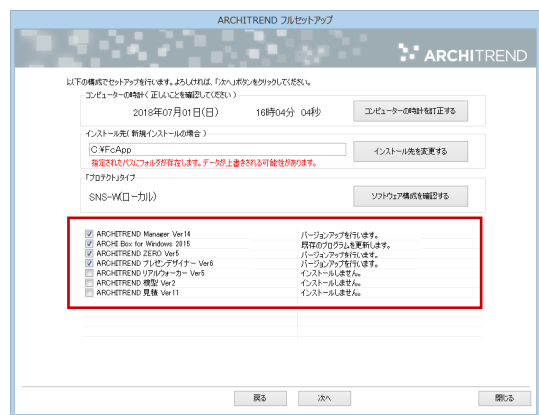 ARCHITREND フルセットアップ
ARCHITREND
以下の構成でセットアップを行います。よろしければ、「次へ」ボタンをクリックしてください。
コンピューターの時計(正しいことを確認してください)
2018年07月01日(日) 16時04分 04秒
コンピューターの時計を訂正する
インストール先(新規インストールの場合)
C:¥FcApp
インストール先を変更する
指定されたパスにフォルダが存在します。データが上書きされる可能性があります。
「プロテクト」タイプ
SNS-W(ローカル)
ソフトウェア構成を確認する
ARCHITREND Manager Ver14 バージョンアップを行います。
ARCHI Box for Windows 2015 既存のプログラムを更新します。
ARCHITREND ZERO Ver5 バージョンアップを行います。
ARCHITREND プレゼンデザイナー Ver6 バージョンアップを行います。
ARCHITREND リアルウォーカー Ver5 インストールしません。
ARCHITREND 模型 Ver2 インストールしません。
ARCHITREND 見積 Ver11 インストールしません。
戻る 次へ 閉じる